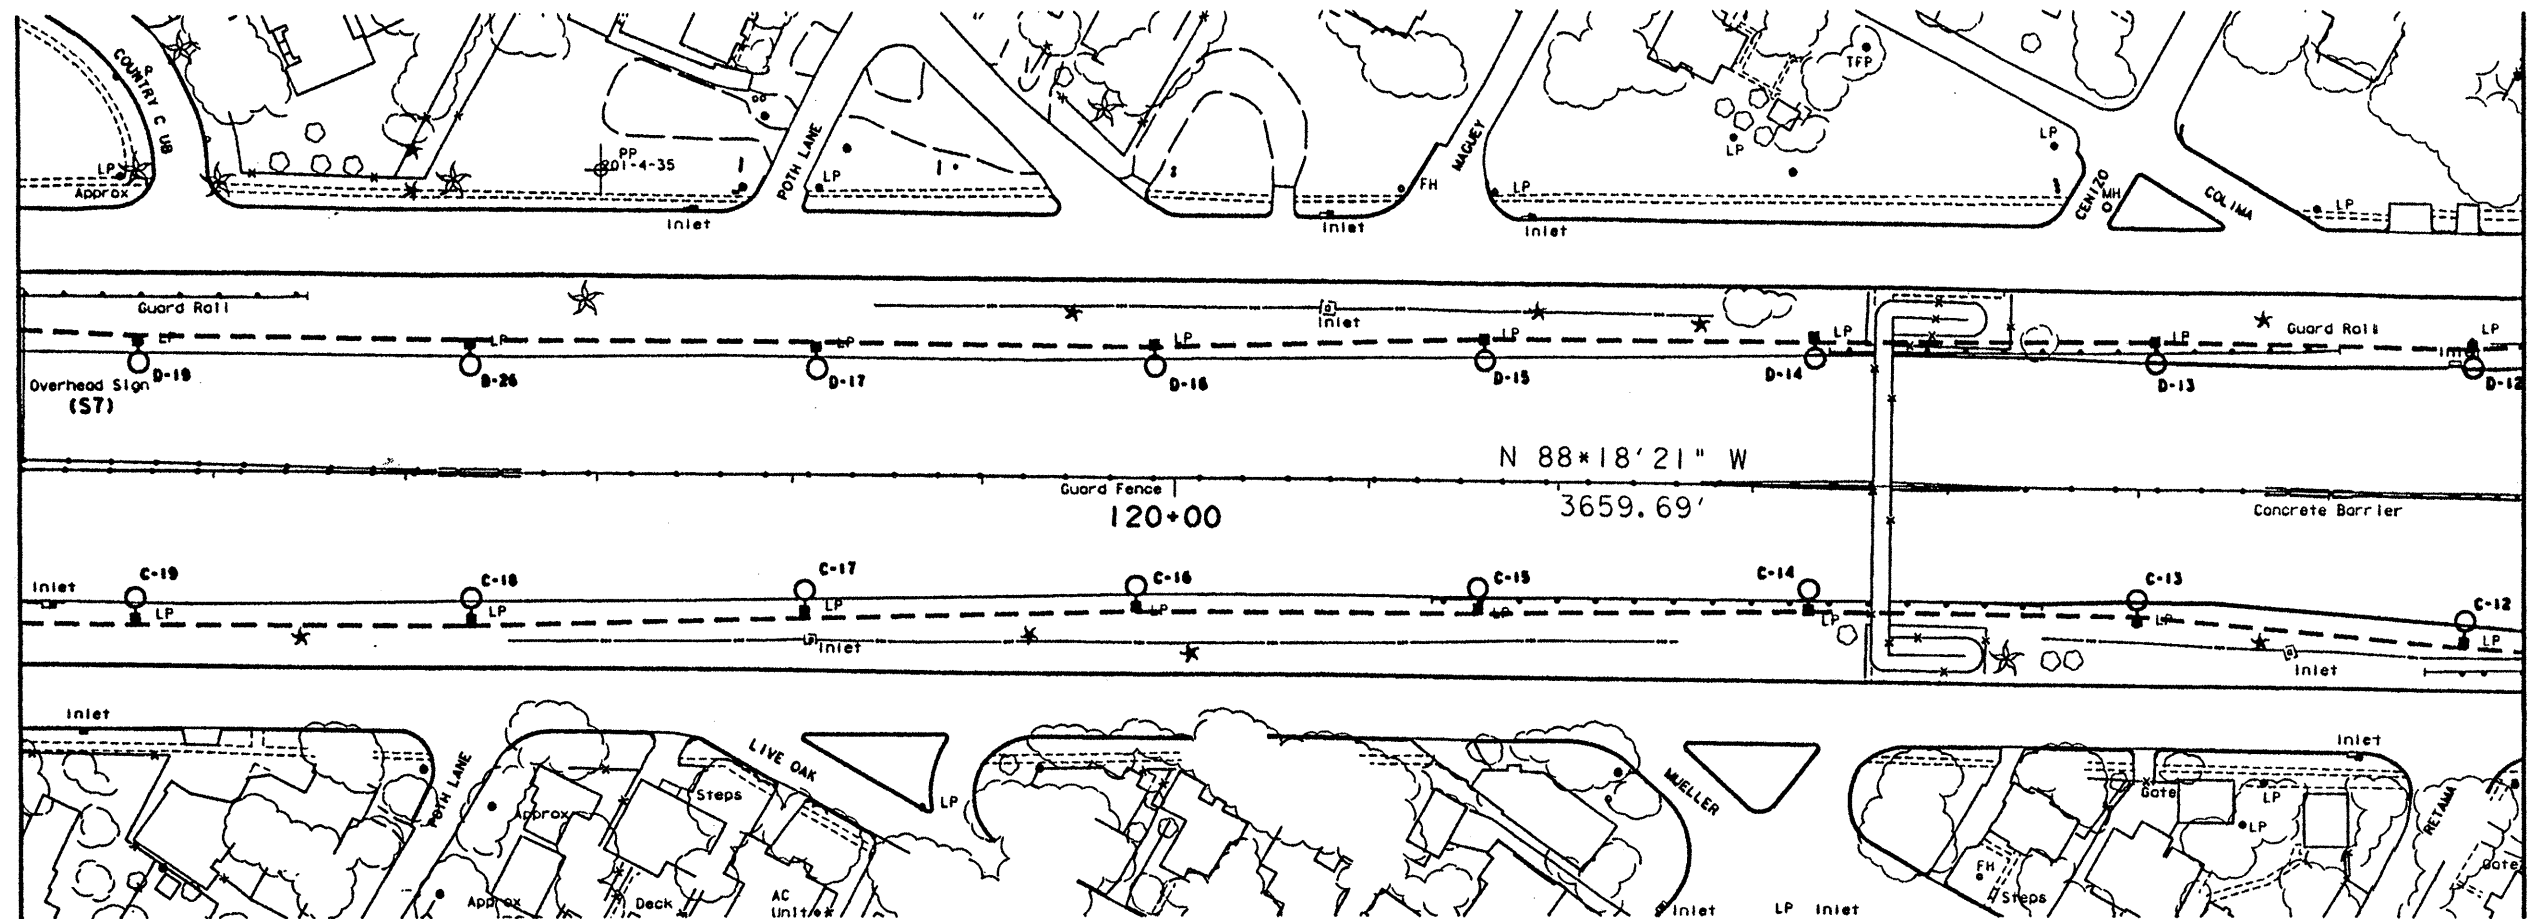 COUNTRY C UB
TFP
LP
LP
LP
PP
201-4-35
POTH LANE
LP
MAGUEY
LP
Approx
FH
LP
CENIZO
MH
COLIMA
LP
Inlet
Inlet
Inlet
Guard Rail
Inlet
Guard Rail
LP
LP
LP
LP
LP
LP
LP
LP
Overhead Sign
(S7)
D-19
D-26
D-17
D-16
D-15
D-14
D-13
D-12
N 88*18'21" W
Guard Fence
3659.69'
120+00
Concrete Barrier
C-19
C-18
C-17
C-16
C-15
C-14
C-13
C-12
Inlet
LP
LP
LP
LP
LP
LP
LP
LP
Inlet
Inlet
Inlet
LIVE OAK
Inlet
POTH LANE
Steps
LP
MUELLER
Gate
LP
RETAMA
Approx
LP
FH
Gate
Approx
Deck
AC
Unit
Steps
Inlet
LP
Inlet